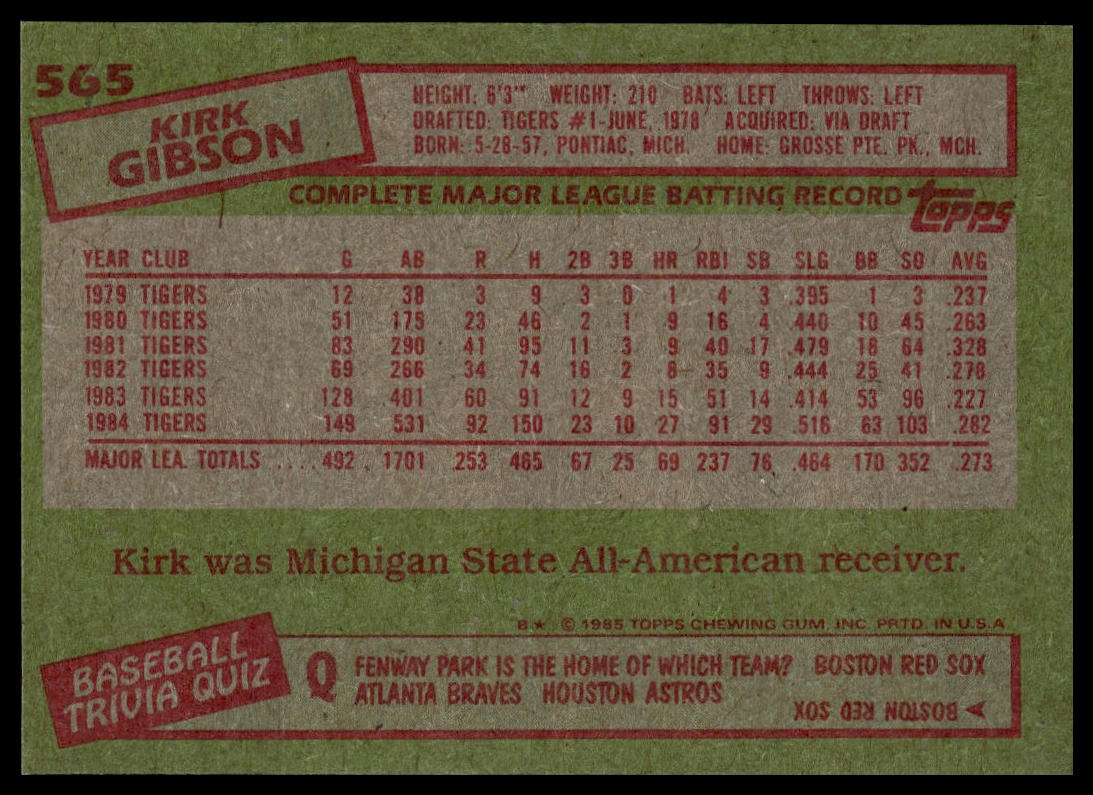 565
KIRK
GIBSON
HEIGHT: 6'3" WEIGHT: 210 BATS: LEFT THROWS: LEFT
DRAFTED: TIGERS #1-JUNE, 1978 ACQUIRED: VIA DRAFT
BORN: 5-28-57, PONTIAC, MICH. HOME: GROSSE PTE. PK., MCH.
COMPLETE MAJOR LEAGUE BATTING RECORD topps
YEAR CLUB G AB R H 2B 3B HR RBI SB SLG BB SO AVG
1979 TIGERS 12 38 3 9 3 0 1 4 3 .395 1 3 .237
1980 TIGERS 51 175 23 46 2 1 9 16 4 .440 10 45 .263
1981 TIGERS 83 290 41 95 11 3 9 40 17 .479 18 64 .328
1982 TIGERS 69 266 34 74 16 2 8 35 9 .444 25 41 .278
1983 TIGERS 128 401 60 91 12 9 15 51 14 .414 53 96 .227
1984 TIGERS 149 531 92 150 23 10 27 91 29 .516 63 103 .282
MAJOR LEA. TOTALS .... 492 1701 253 465 67 25 69 237 76 .464 170 352 .273
Kirk was Michigan State All-American receiver.
B★ © 1985 TOPPS CHEWING GUM, INC. PRTD. IN U.S.A
BASEBALL
TRIVIA QUIZ
Q FENWAY PARK IS THE HOME OF WHICH TEAM? BOSTON RED SOX
ATLANTA BRAVES HOUSTON ASTROS
BOSTON RED SOX